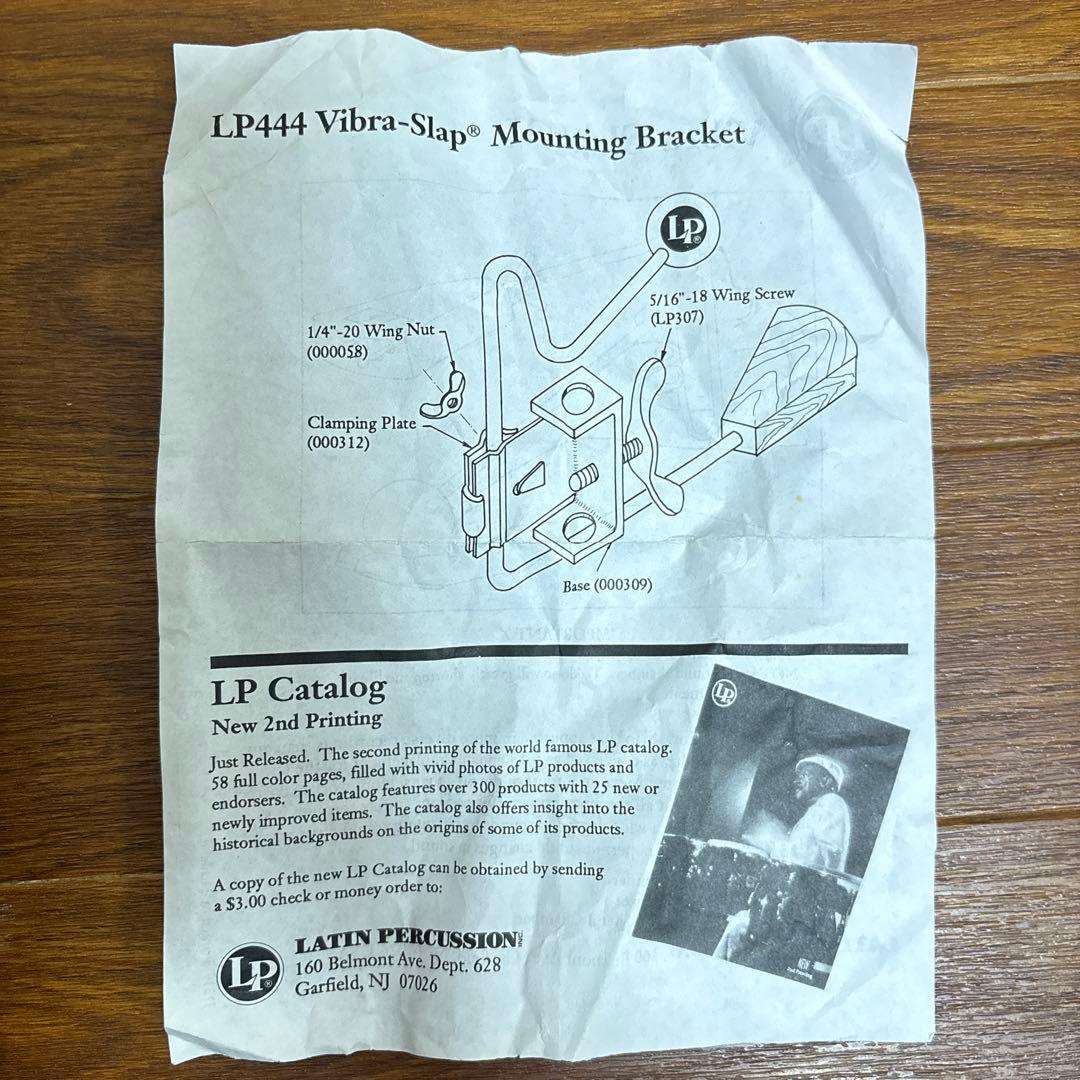 LP444 Vibra-Slap® Mounting Bracket
LP®
5/16"-18 Wing Screw
(LP307)
1/4"-20 Wing Nut
(000058)
Clamping Plate
(000312)
Base (000309)
LP Catalog
New 2nd Printing
Just Released. The second printing of the world famous LP catalog.
58 full color pages, filled with vivid photos of LP products and
endorsers. The catalog features over 300 products with 25 new or
newly improved items. The catalog also offers insight into the
historical backgrounds on the origins of some of its products.
A copy of the new LP Catalog can be obtained by sending
a $3.00 check or money order to:
LP
NEW
2nd Printing
LP®
LATIN PERCUSSION INC.
160 Belmont Ave. Dept. 628
Garfield, NJ 07026